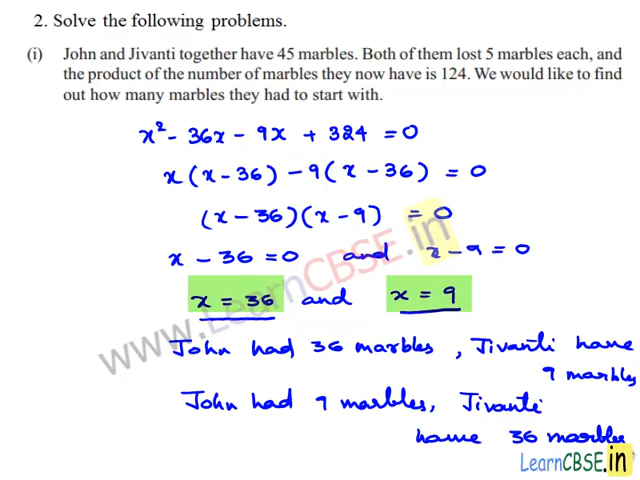 2. Solve the following problems.
(i) John and Jivanti together have 45 marbles. Both of them lost 5 marbles each, and
the product of the number of marbles they now have is 124. We would like to find
out how many marbles they had to start with.
x² - 36x - 9x + 324 = 0
x(x - 36) - 9(x - 36) = 0
(x - 36)(x - 9) = 0
x - 36 = 0 and x - 9 = 0
x = 36 and x = 9
John had 36 marbles, Jivanti have
9 marbles
John had 9 marbles, Jivanti
have 36 marbles
www.LearnCBSE.in
LearnCBSE.in